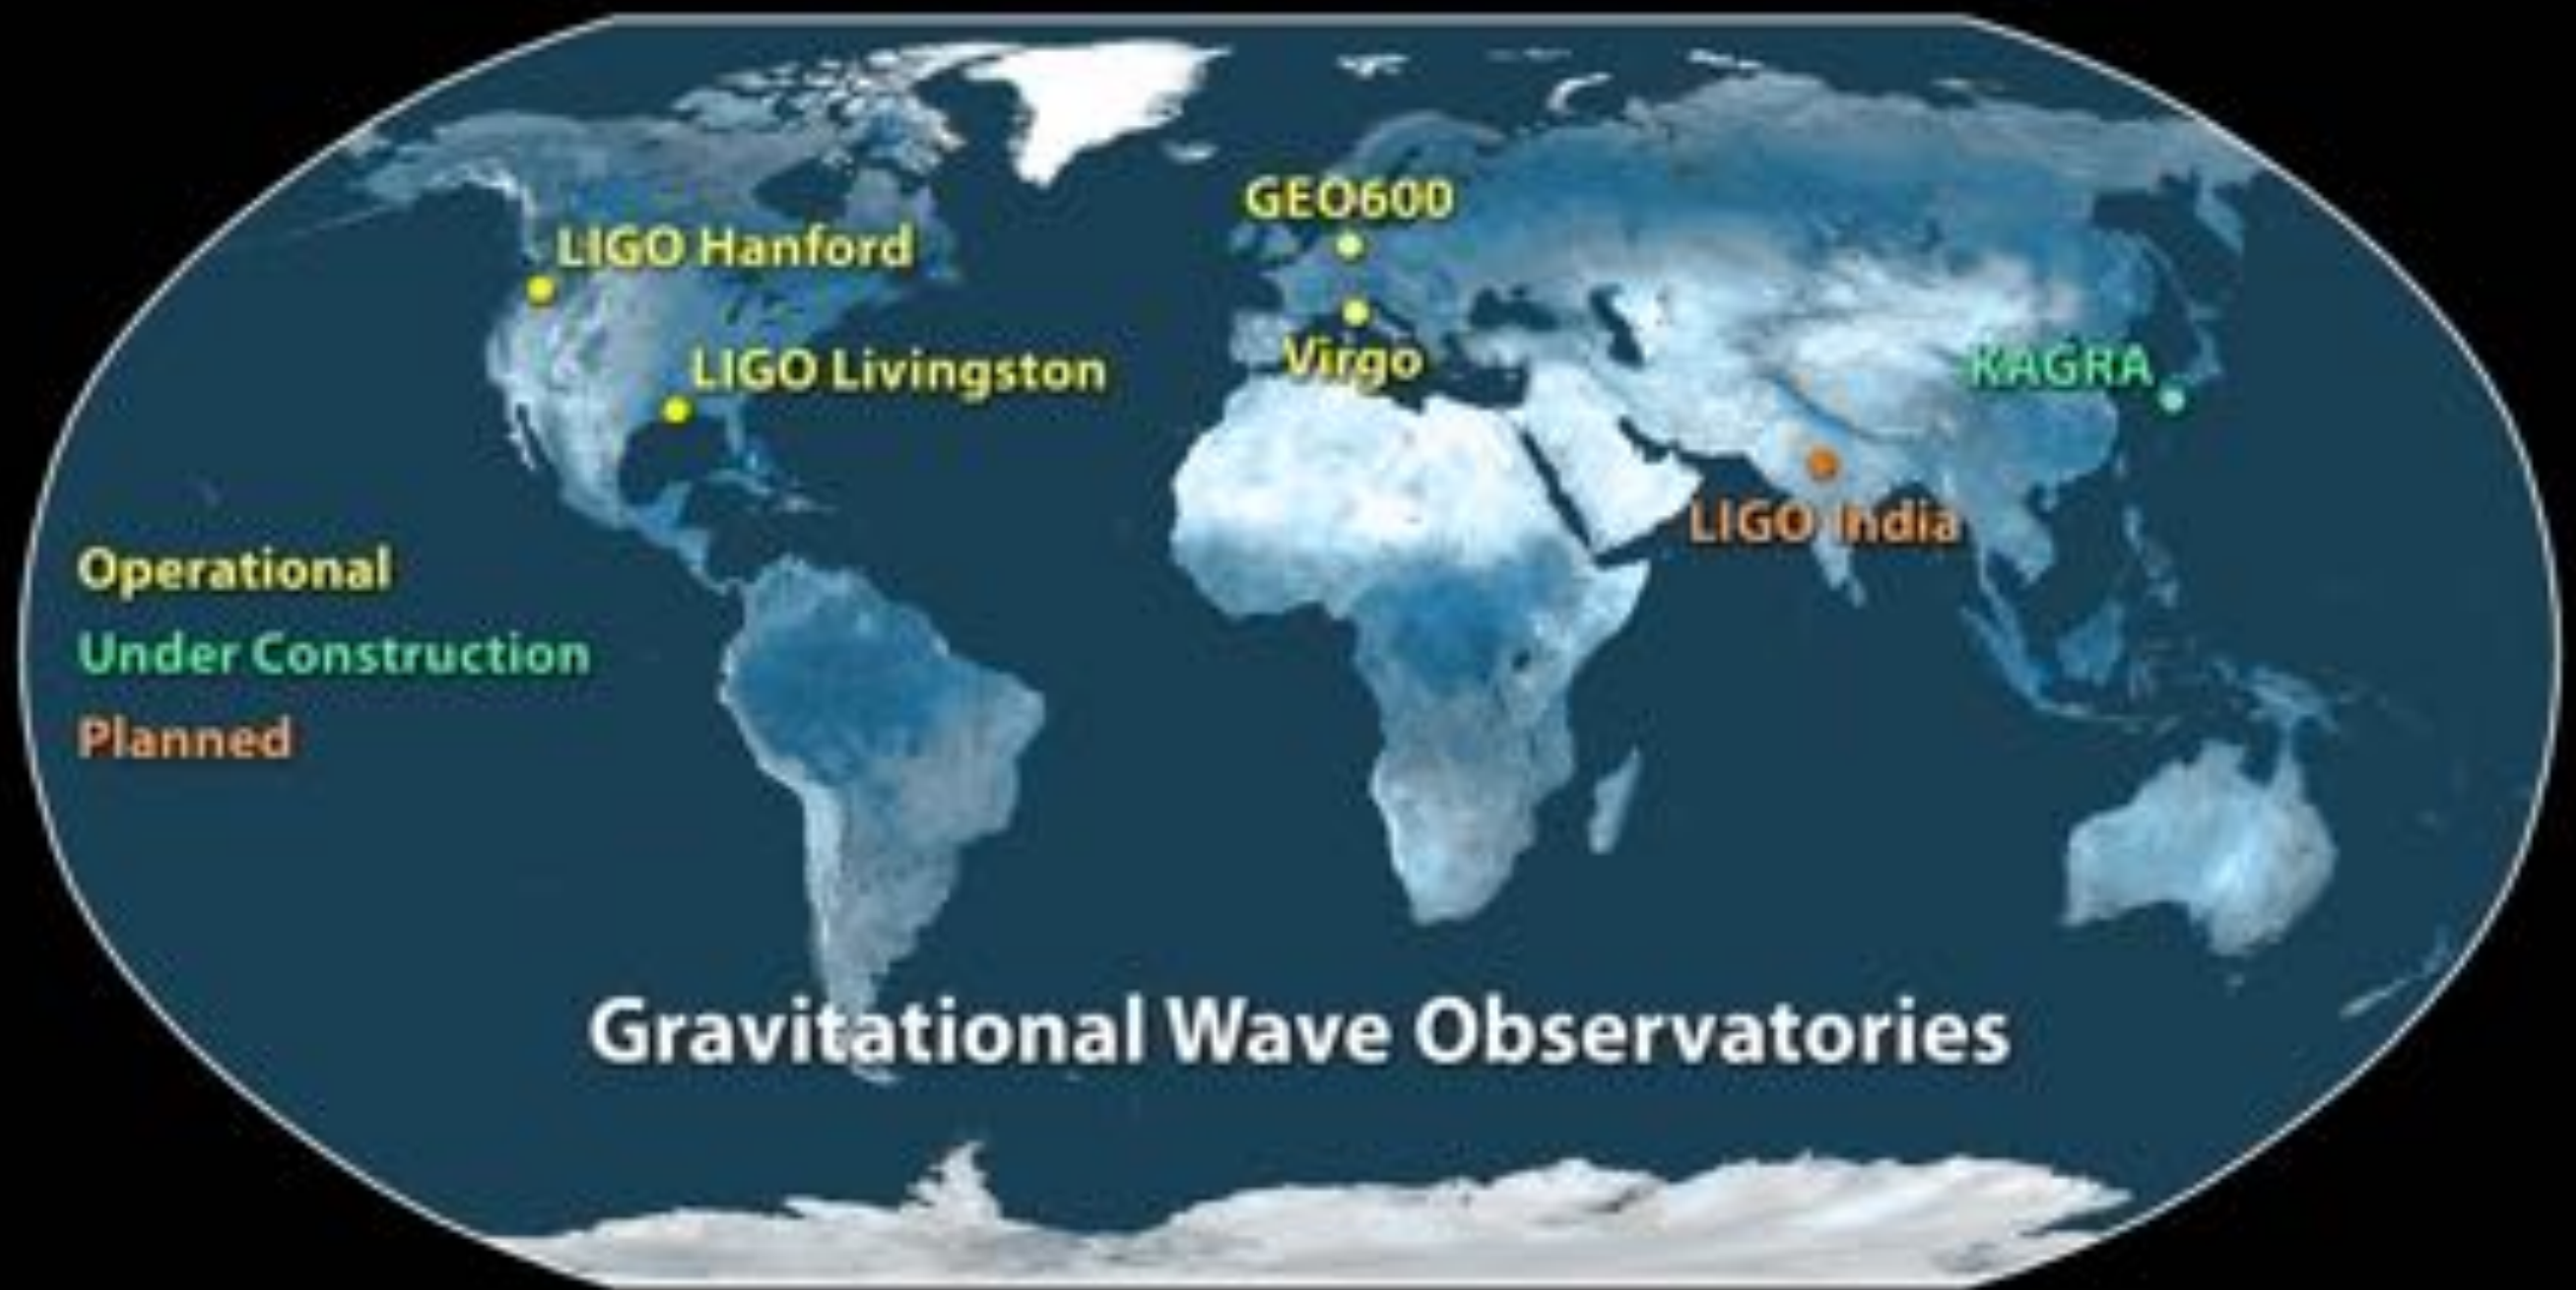 GEO600
LIGO Hanford
Virgo
LIGO Livingston
KAGRA
LIGO India
Operational
Under Construction
Planned
Gravitational Wave Observatories